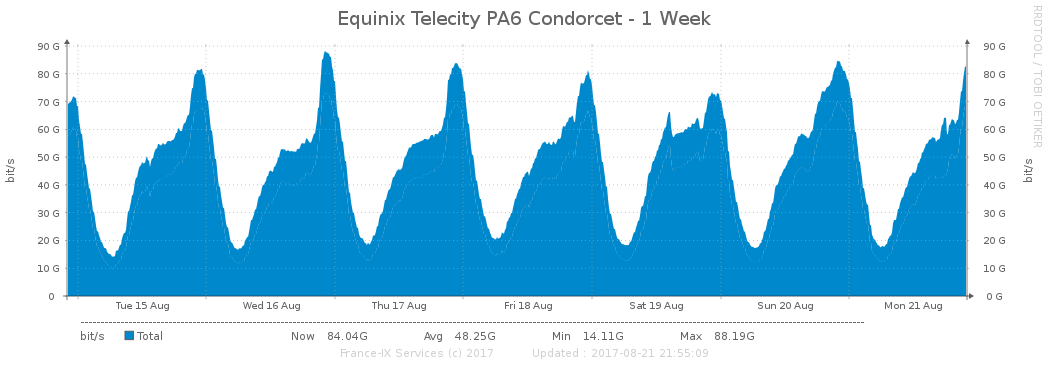 Equinix Telecity PA6 Condorcet - 1 Week
RRDTOOL / TOBI OETIKER
90 G 90 G
80 G 80 G
70 G 70 G
60 G 60 G
50 G 50 G
40 G 40 G
30 G 30 G
20 G 20 G
10 G 10 G
0 0 G
bit/s bit/s
Tue 15 Aug Wed 16 Aug Thu 17 Aug Fri 18 Aug Sat 19 Aug Sun 20 Aug Mon 21 Aug
bit/s Total Now 84.04G Avg 48.25G Min 14.11G Max 88.19G
France-IX Services (c) 2017 Updated : 2017-08-21 21:55:09